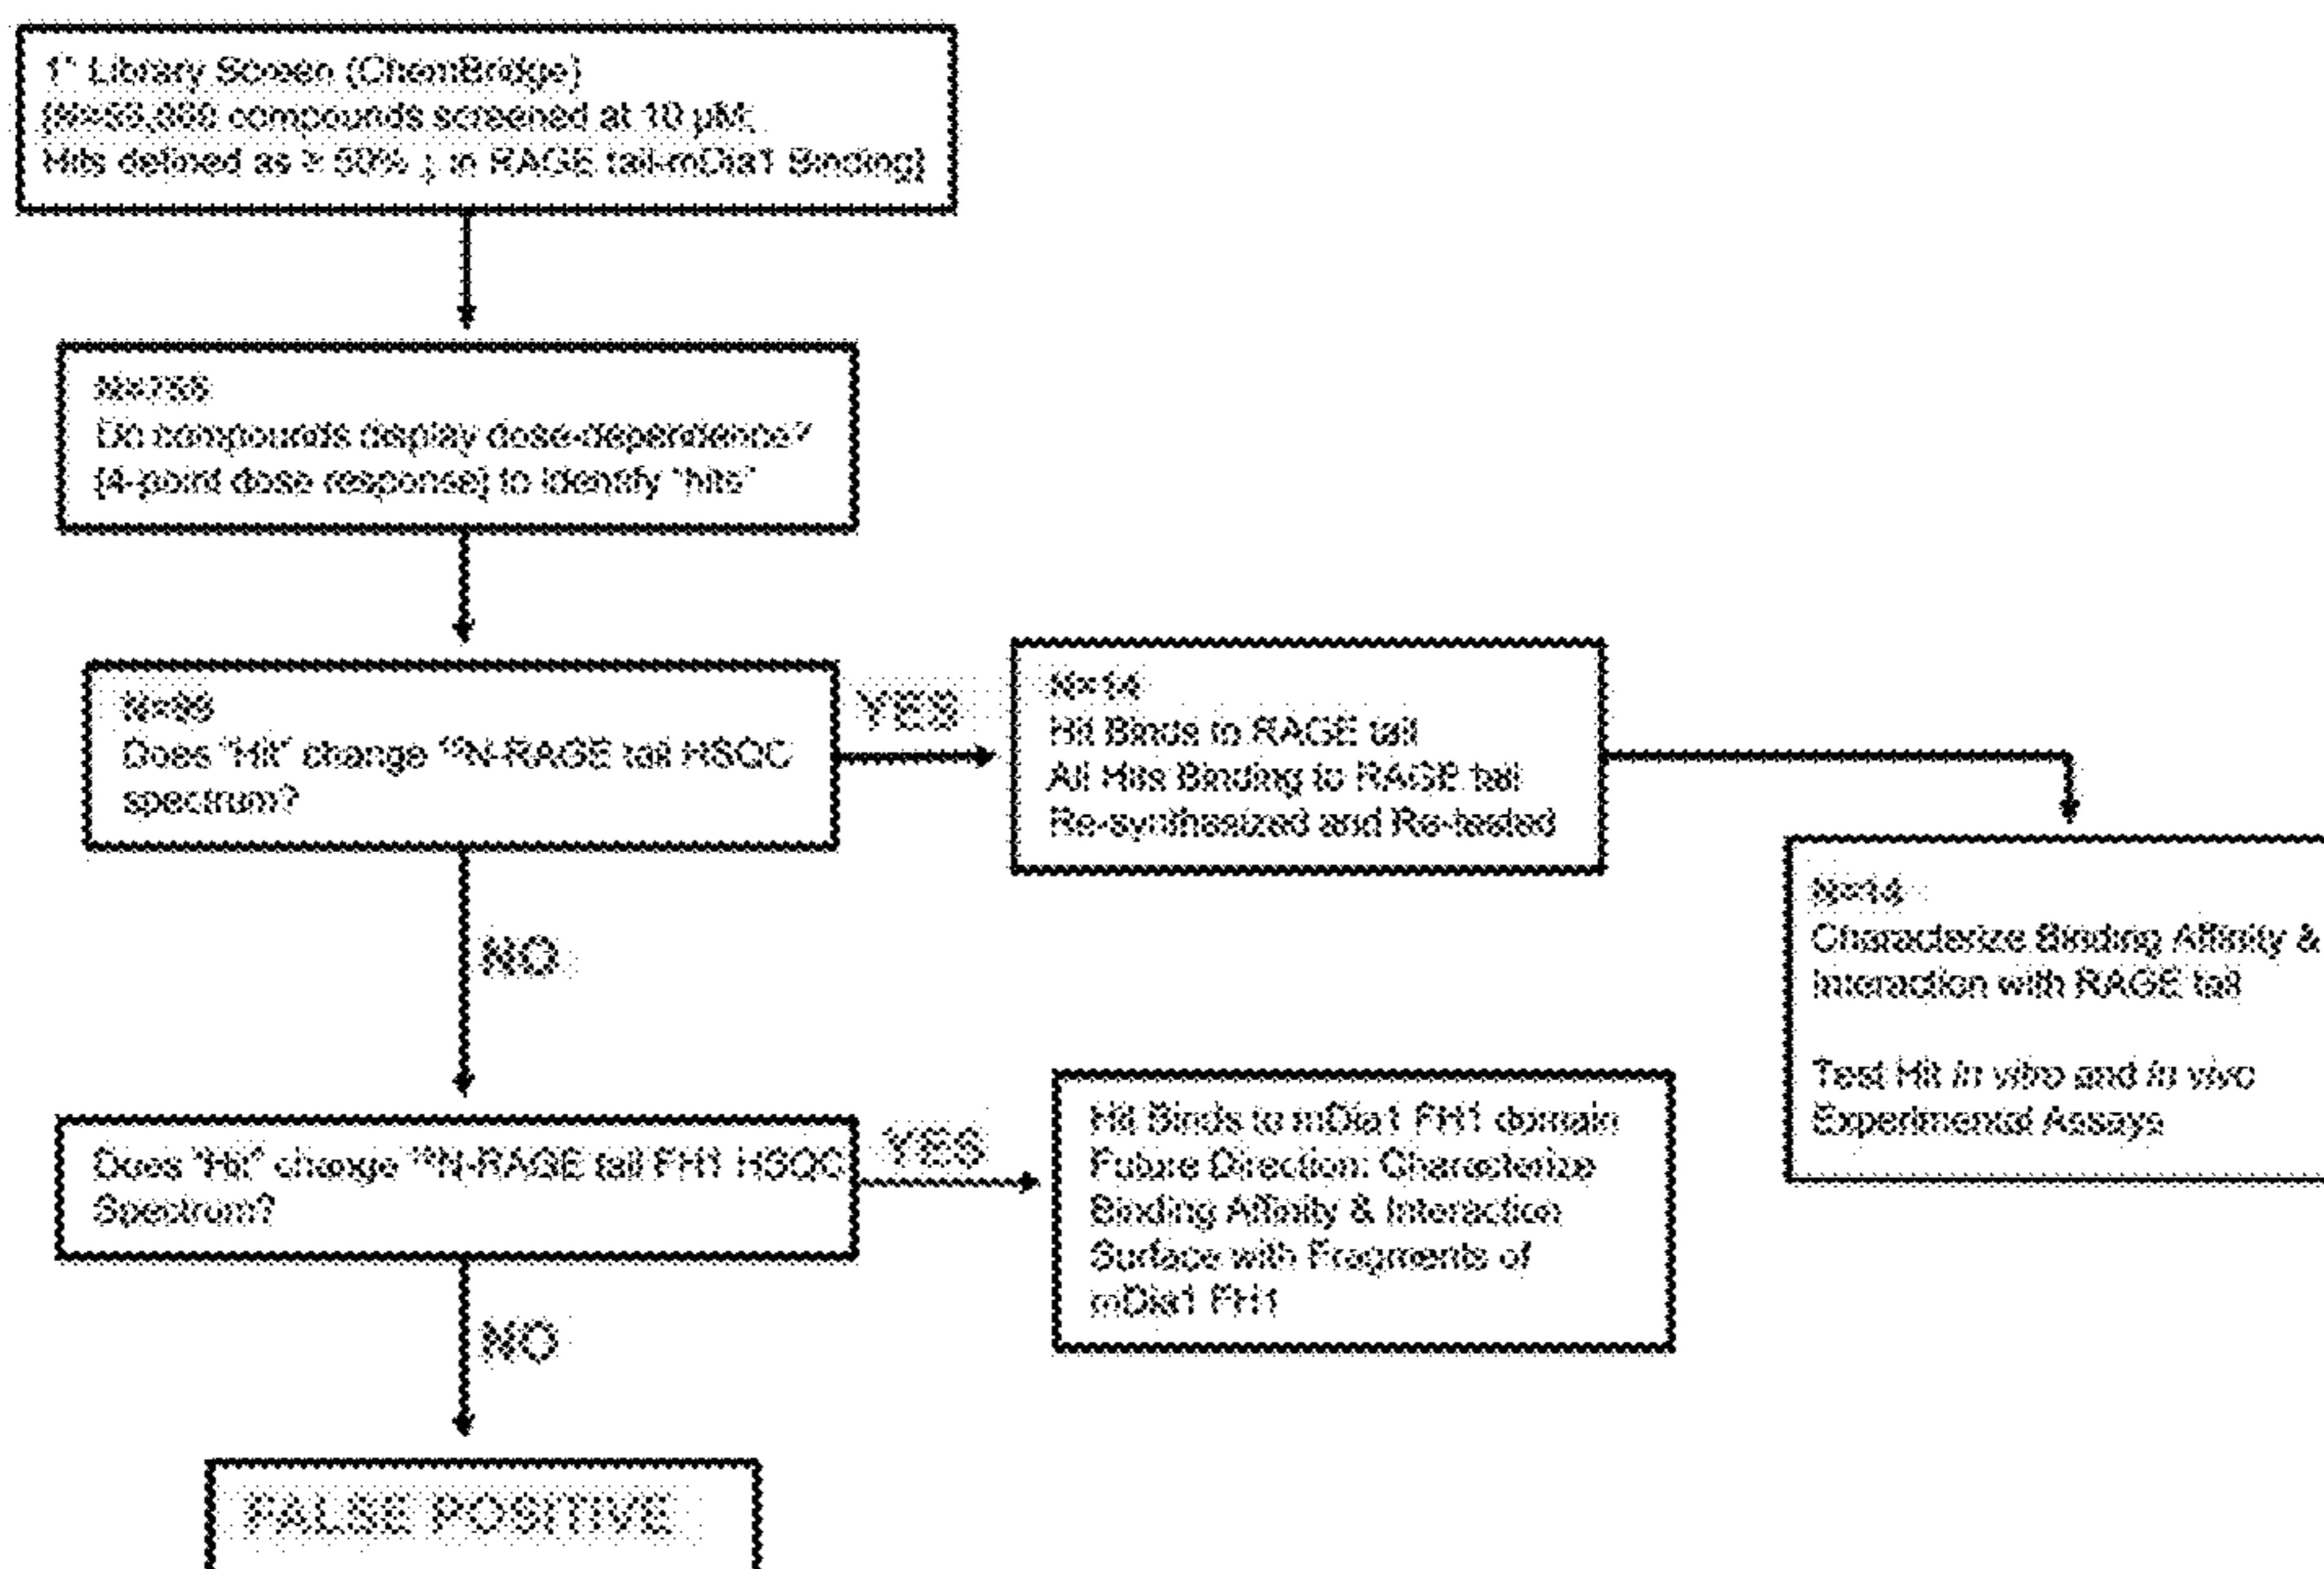 1° Library Screen (ChemBridge)
compounds screened at 10 µM;
Hits defined as ≥ 50% ↓ in RAGE tail-mDia1 Binding)
Do compounds display dose-dependence?
(4-point dose response) to identify "hits"
Does "Hit" change ¹⁵N-RAGE tail HSQC
spectrum?
YES
N=14
Hit Binds to RAGE tail
All Hits Binding to RAGE tail
Re-synthesized and Re-tested
N=14
Characterize Binding Affinity &
Interaction with RAGE tail
Test Hit in vitro and in vivo
Experimental Assays
NO
Does "Hit" change ¹⁵N-RAGE tail FH1 HSQC
Spectrum?
YES
Hit Binds to mDia1 FH1 domain
Future Direction: Characterize
Binding Affinity & Interaction
Surface with Fragments of
mDia1 FH1
NO
FALSE POSITIVE